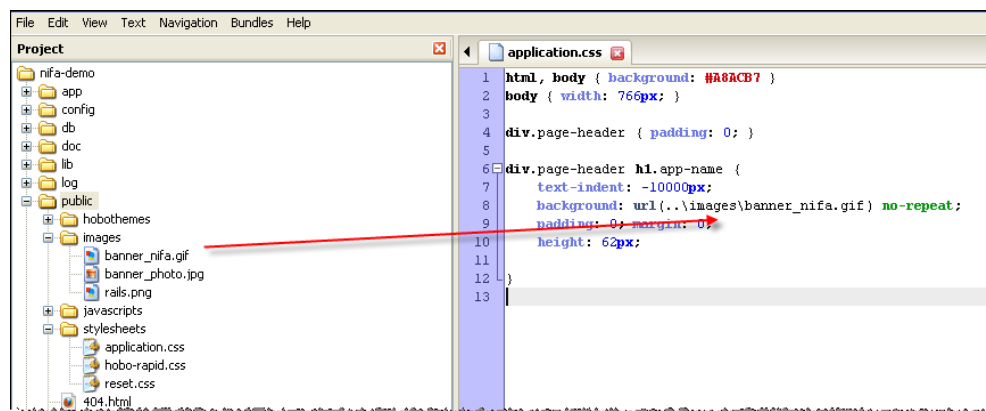 File Edit View Text Navigation Bundles Help
Project
nifa-demo
app
config
db
doc
lib
log
public
hobothemes
images
banner_nifa.gif
banner_photo.jpg
rails.png
javascripts
stylesheets
application.css
hobo-rapid.css
reset.css
404.html
application.css
1 html, body { background: #A8ACB7 }
2 body { width: 766px; }
3
4 div.page-header { padding: 0; }
5
6 div.page-header h1.app-name {
7 text-indent: -10000px;
8 background: url(..\images\banner_nifa.gif) no-repeat;
9 padding: 0; margin: 0;
10 height: 62px;
11
12 }
13